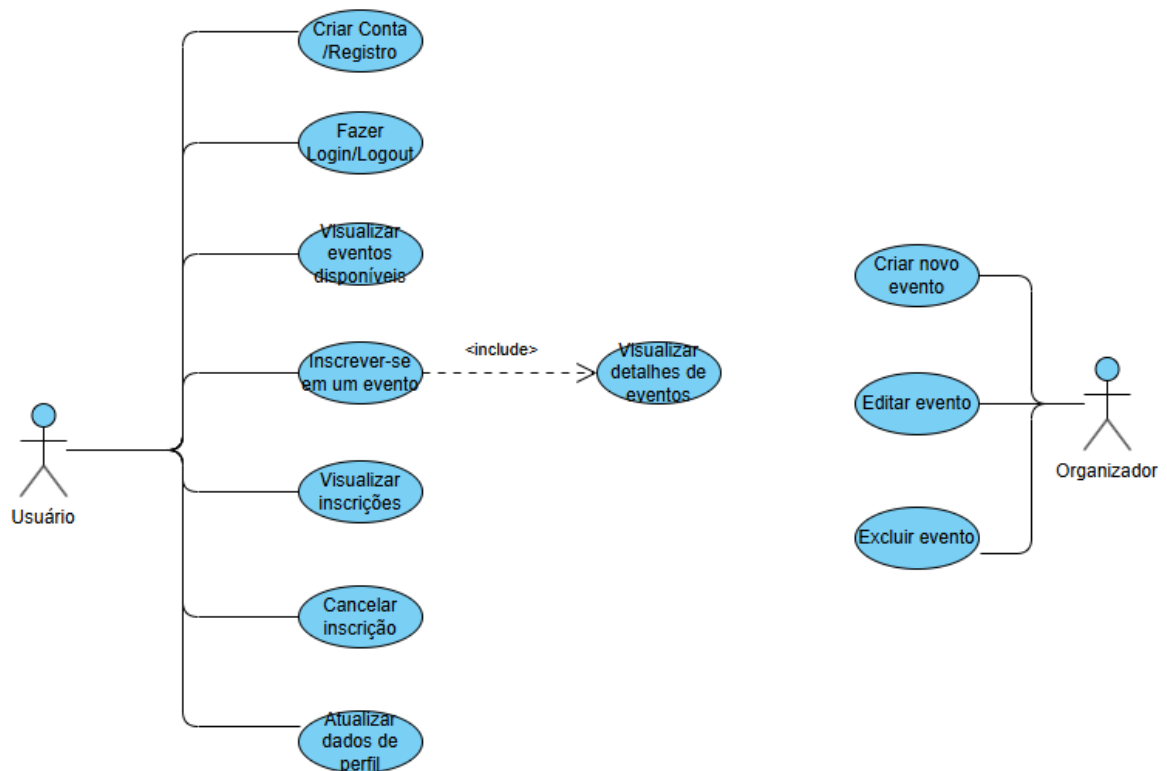 Criar Conta
/Registro
Fazer
Login/Logout
Visualizar
eventos
disponíveis
Inscrever-se
em um evento
<include>
Visualizar
detalhes de
eventos
Visualizar
inscrições
Cancelar
inscrição
Atualizar
dados de
perfil
Usuário
Criar novo
evento
Editar evento
Excluir evento
Organizador